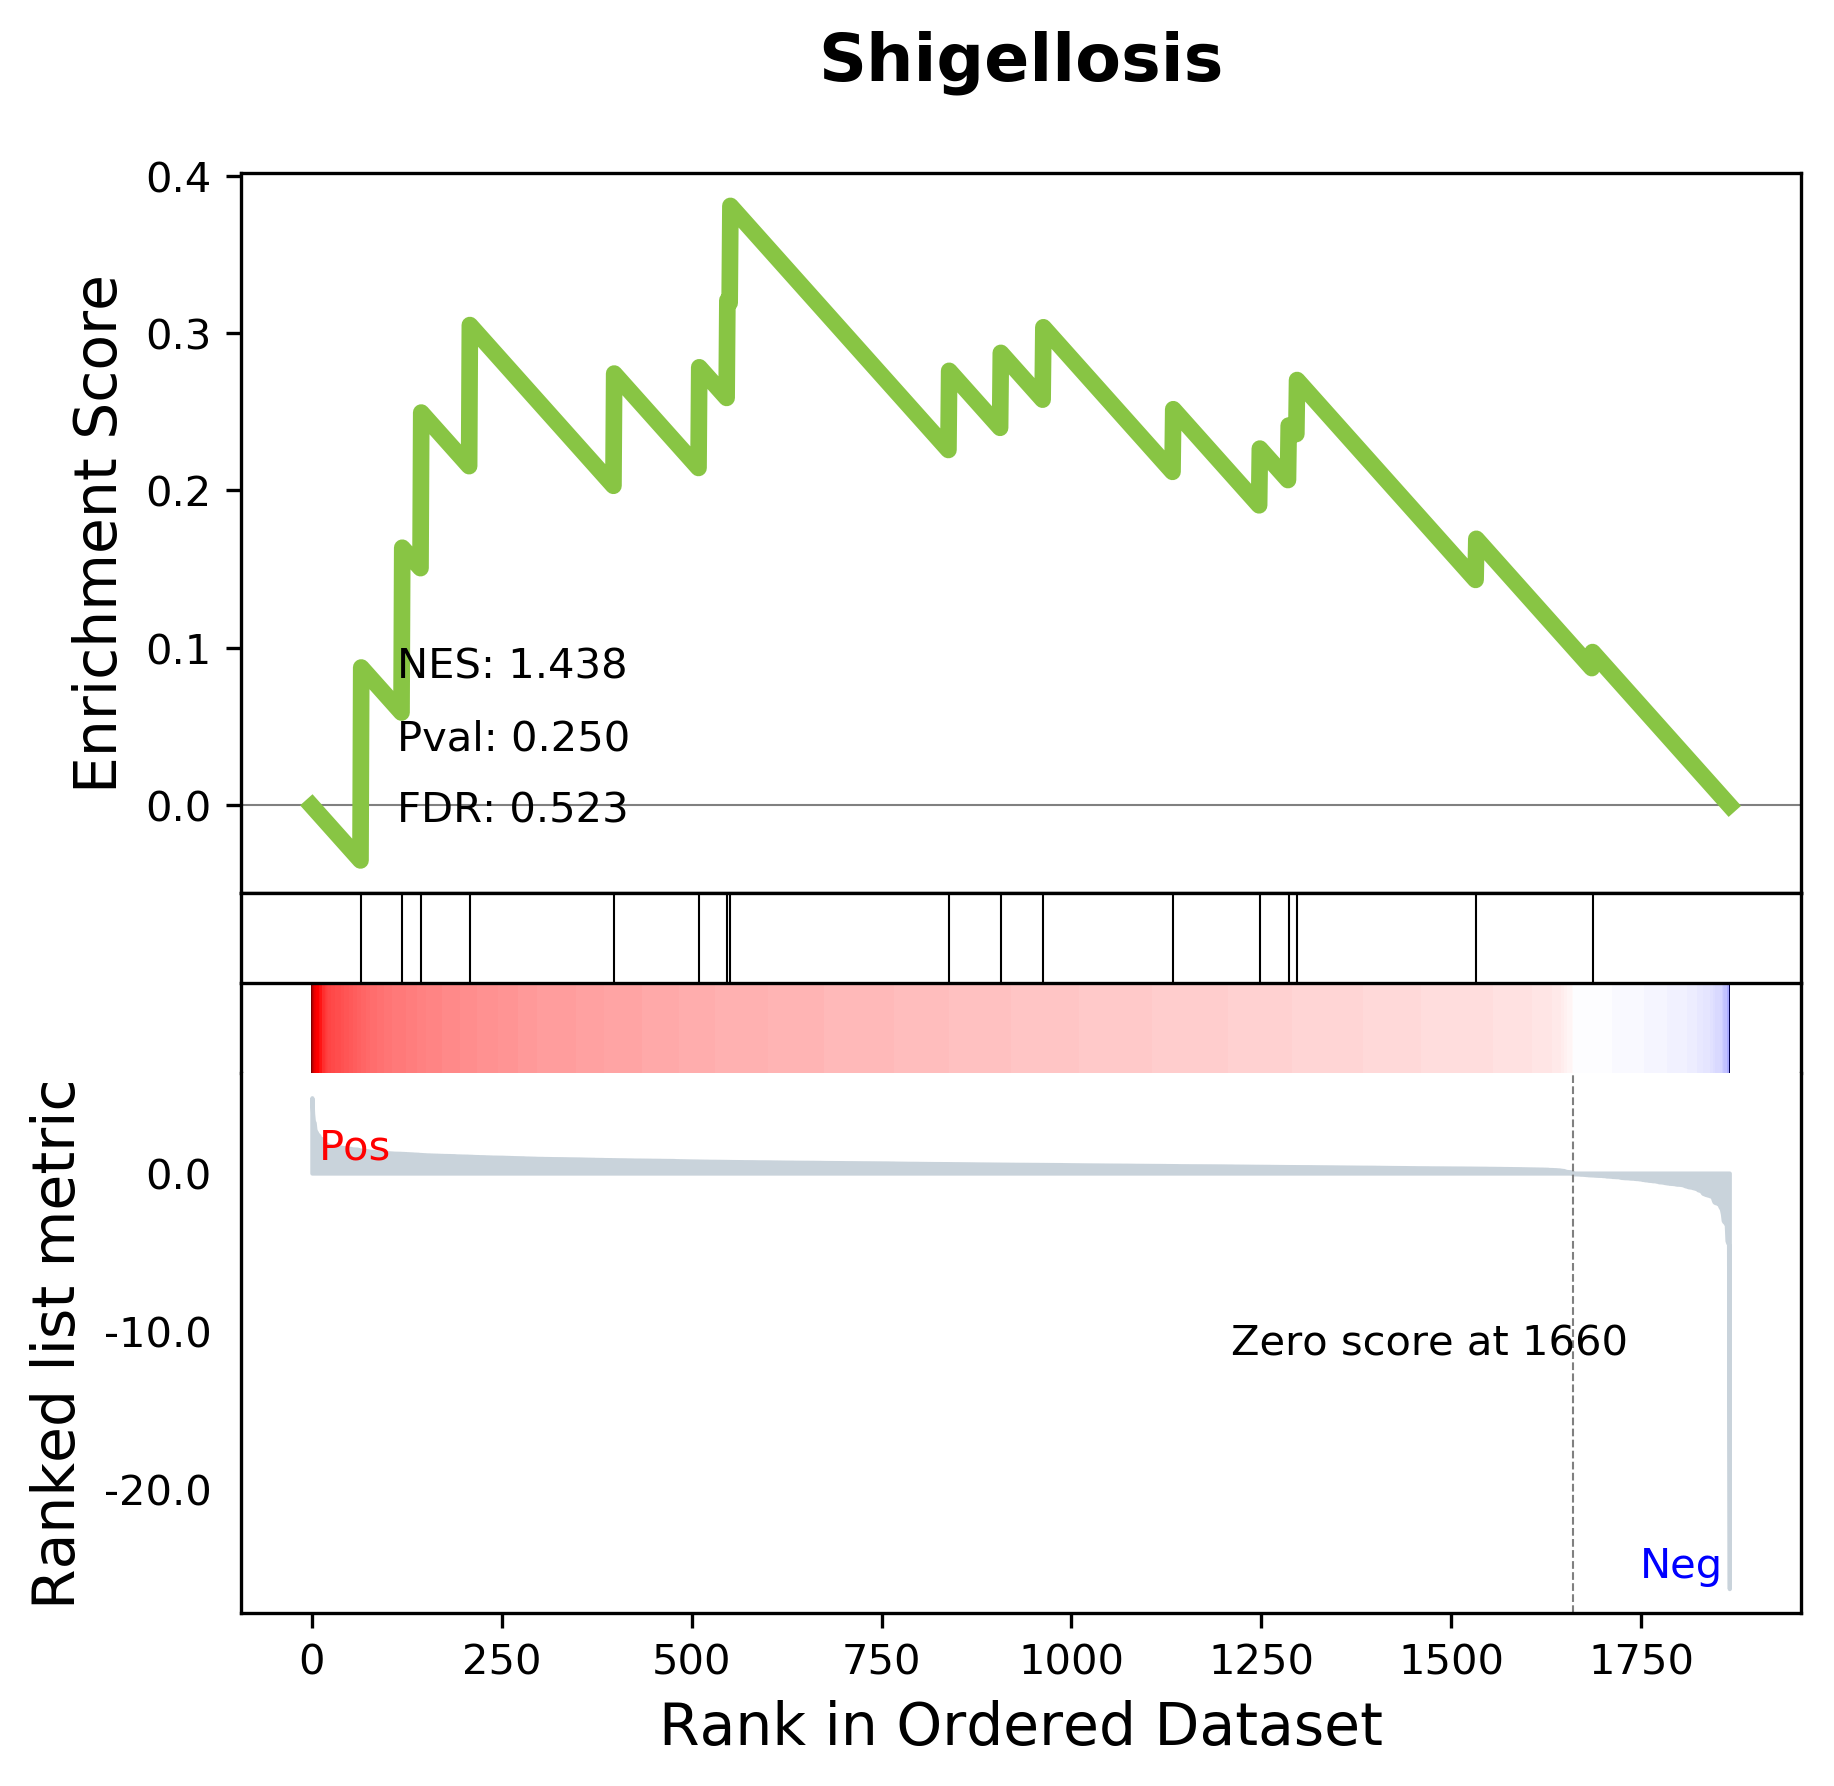 Shigellosis
Enrichment Score
0.4
0.3
0.2
0.1
0.0
NES: 1.438
Pval: 0.250
FDR: 0.523
Ranked list metric
Pos
0.0
-10.0
-20.0
Zero score at 1660
Neg
0 250 500 750 1000 1250 1500 1750
Rank in Ordered Dataset